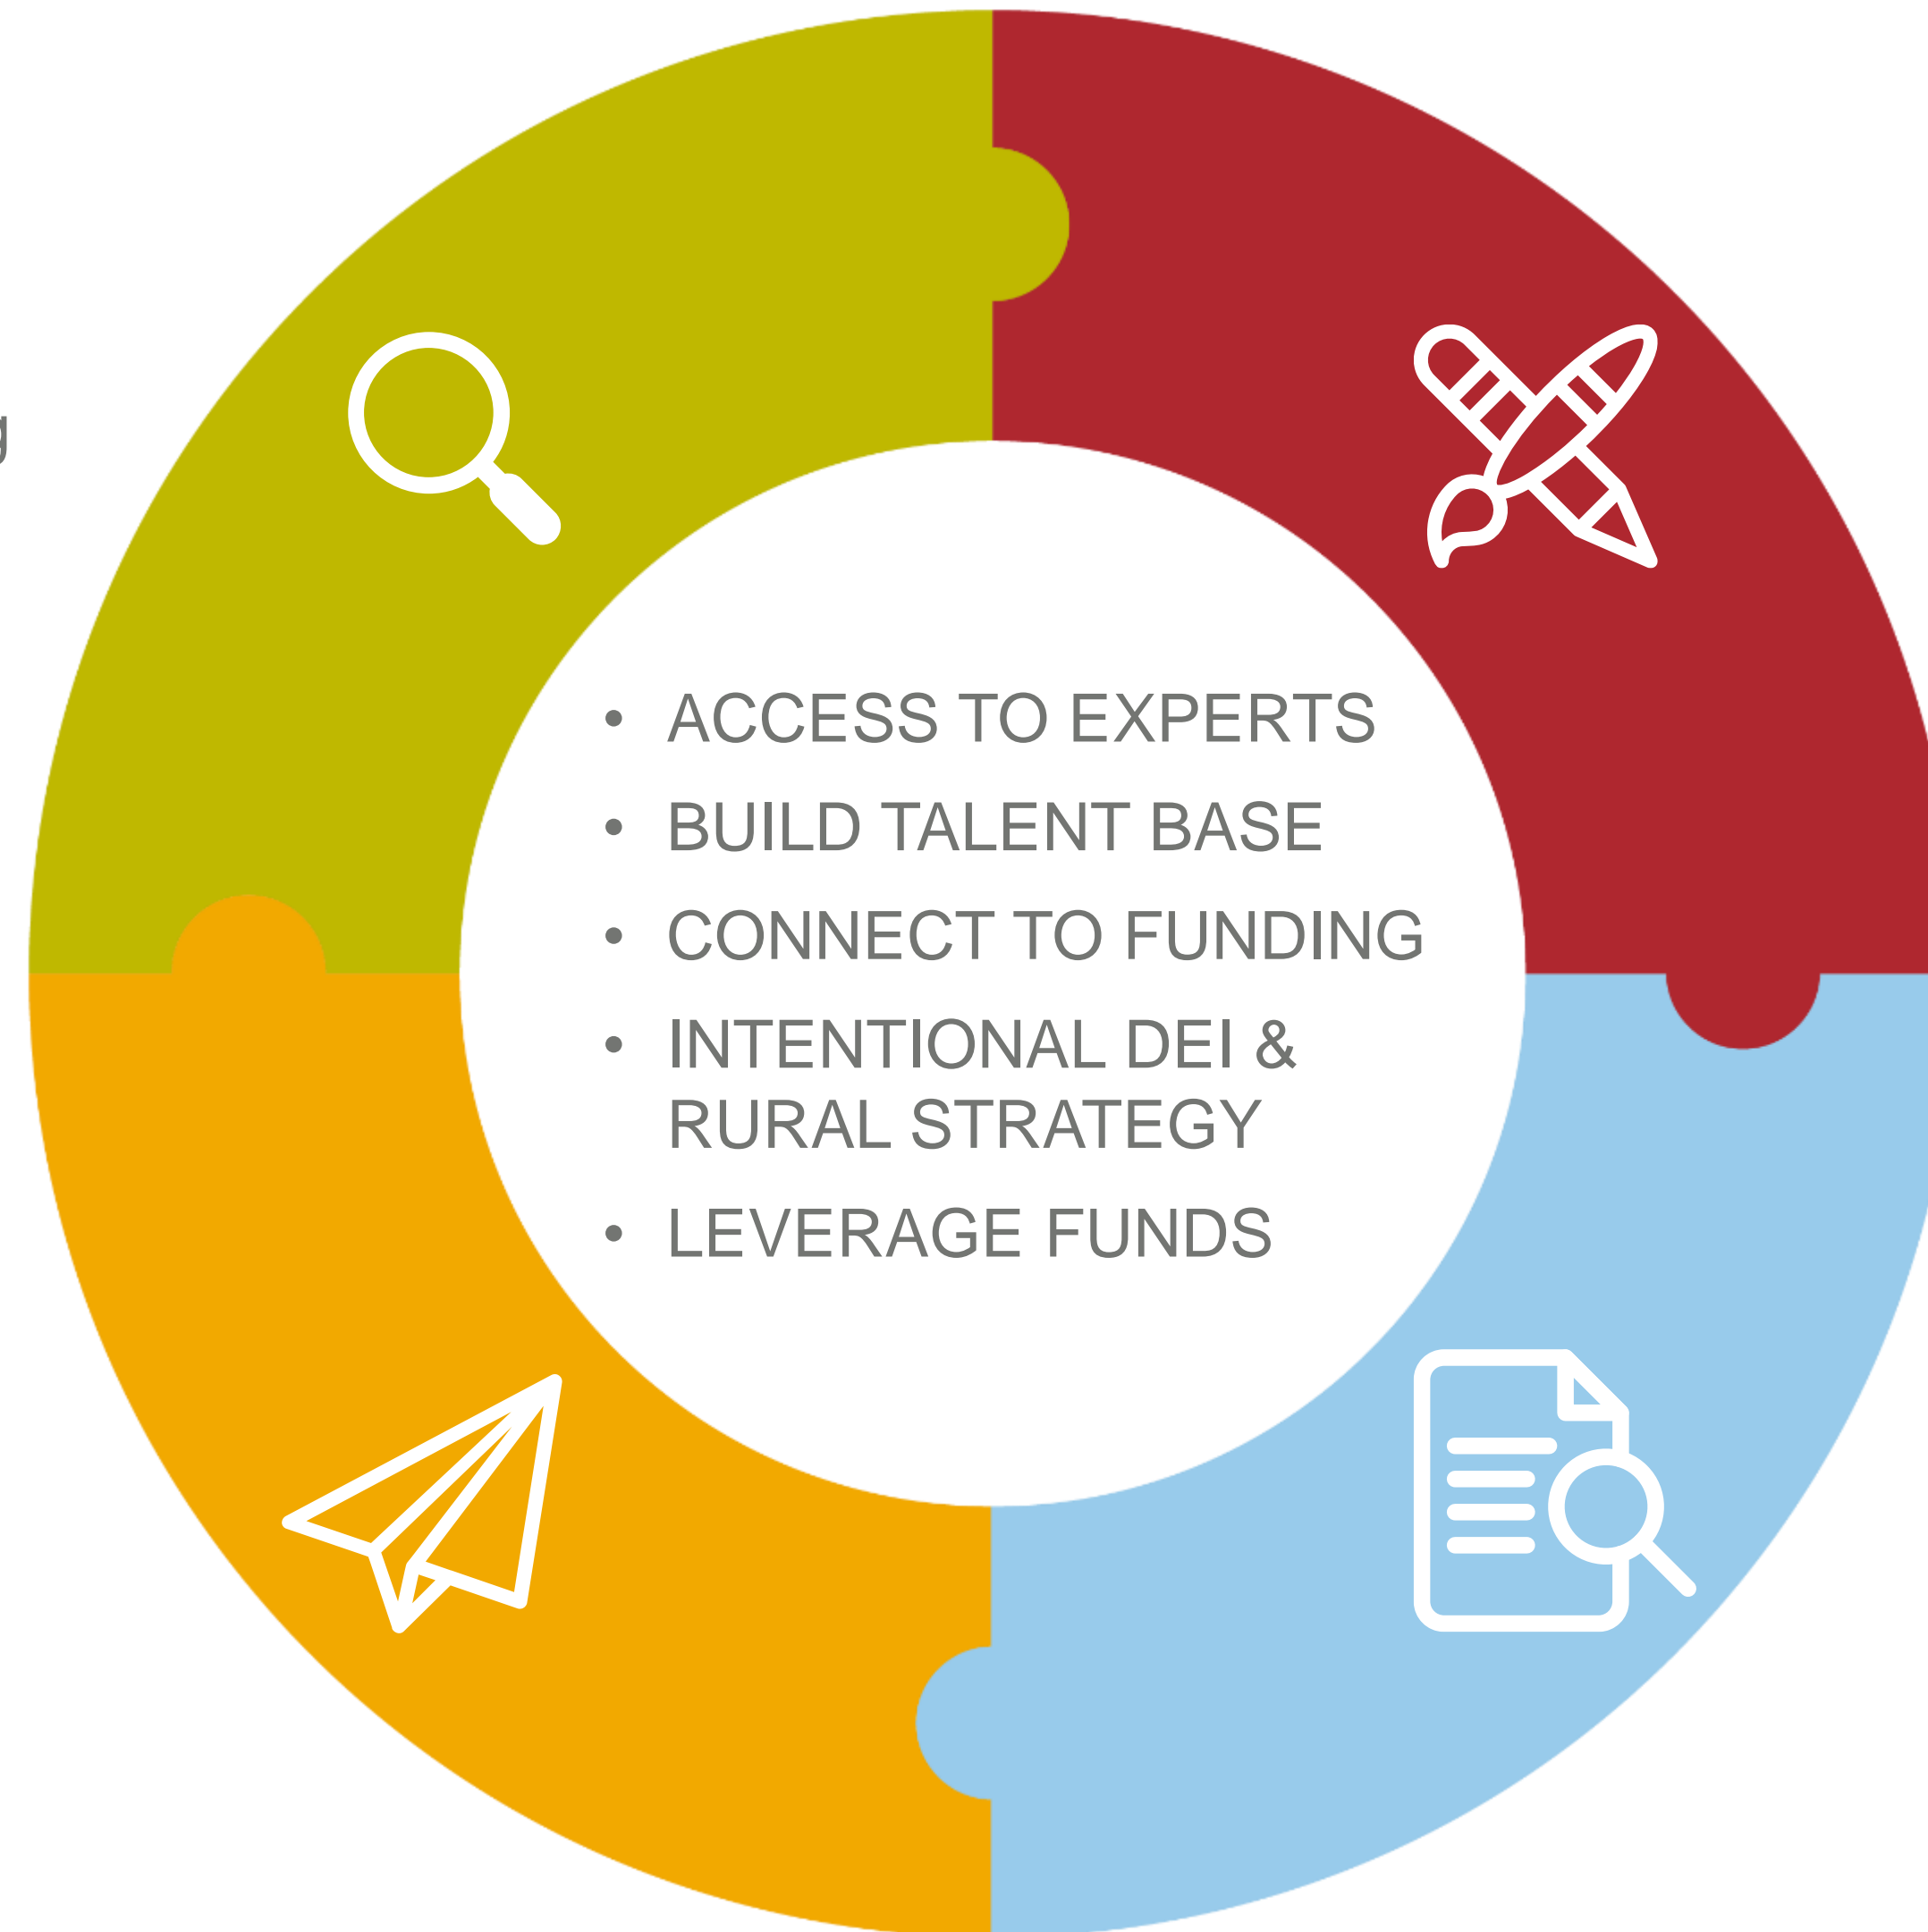 • ACCESS TO EXPERTS
• BUILD TALENT BASE
• CONNECT TO FUNDING
• INTENTIONAL DEI &
RURAL STRATEGY
• LEVERAGE FUNDS